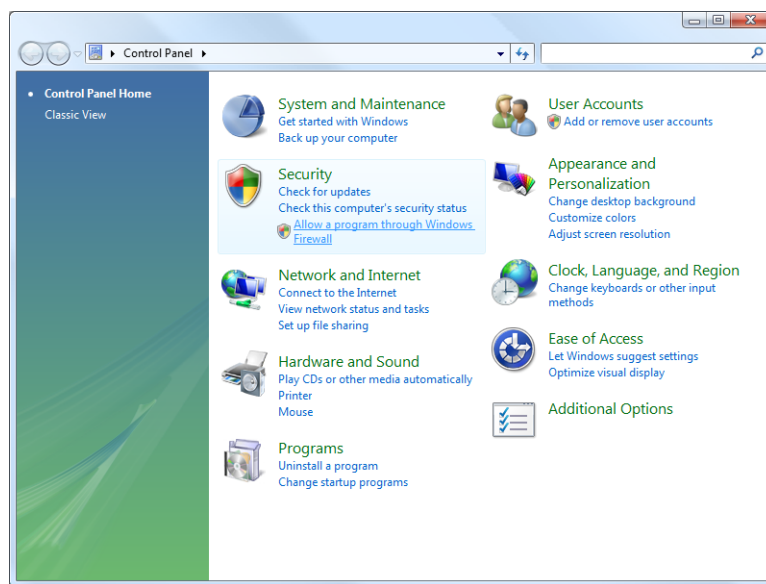 Control Panel
Control Panel Home
Classic View
System and Maintenance
Get started with Windows
Back up your computer
Security
Check for updates
Check this computer's security status
Allow a program through Windows
Firewall
Network and Internet
Connect to the Internet
View network status and tasks
Set up file sharing
Hardware and Sound
Play CDs or other media automatically
Printer
Mouse
Programs
Uninstall a program
Change startup programs
User Accounts
Add or remove user accounts
Appearance and
Personalization
Change desktop background
Customize colors
Adjust screen resolution
Clock, Language, and Region
Change keyboards or other input
methods
Ease of Access
Let Windows suggest settings
Optimize visual display
Additional Options